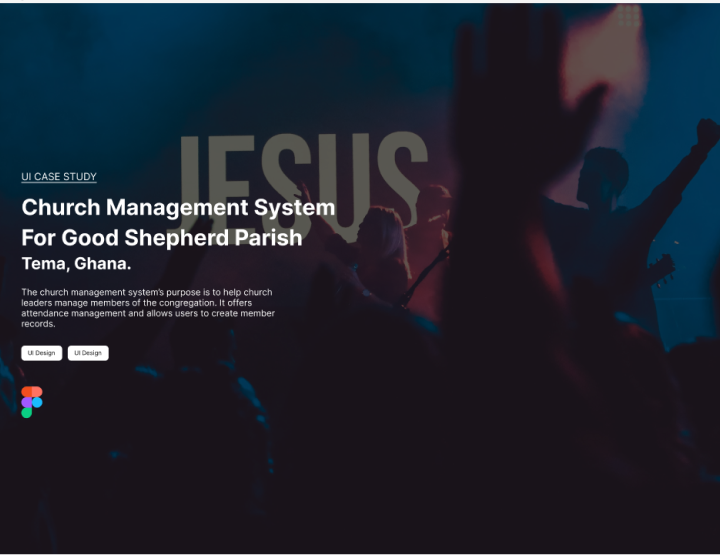 JESUS
UI CASE STUDY
Church Management System
For Good Shepherd Parish
Tema, Ghana.
The church management system's purpose is to help church
leaders manage members of the congregation. It offers
attendance management and allows users to create member
records.
UI Design UI Design